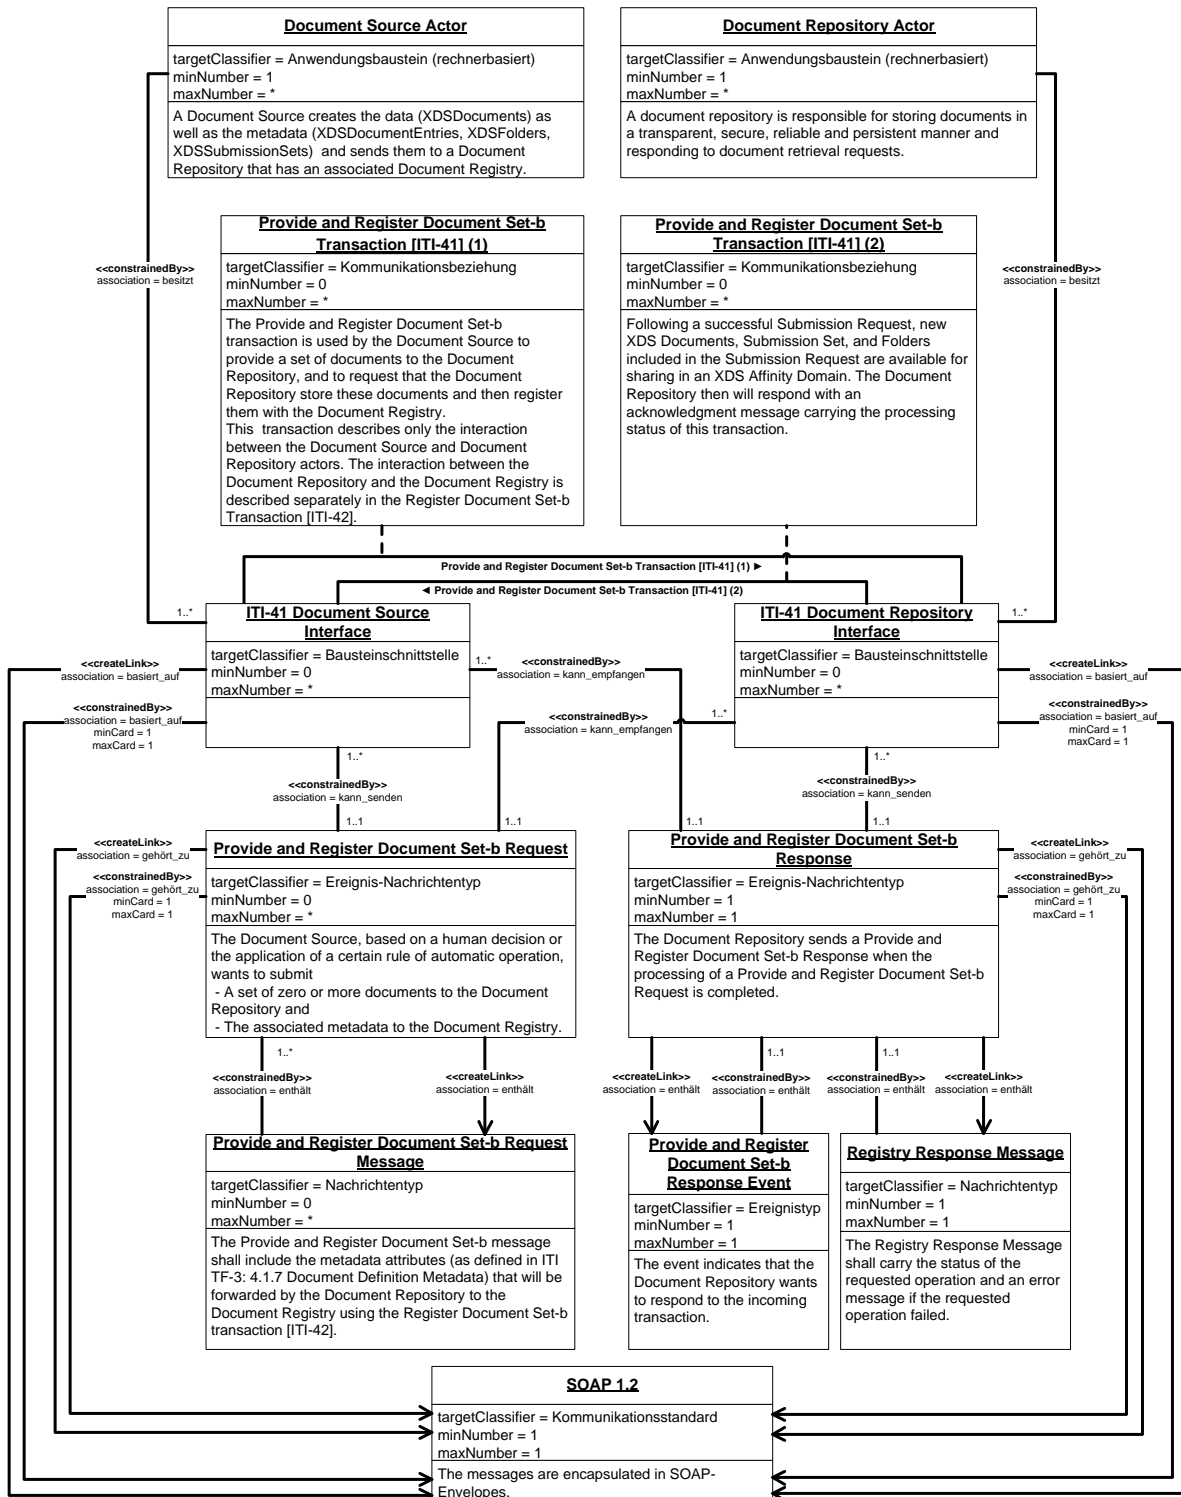 Document Source Actor
targetClassifier = Anwendungsbaustein (rechnerbasiert)
minNumber = 1
maxNumber = *
A Document Source creates the data (XDSDocuments) as
well as the metadata (XDSDocumentEntries, XDSFolders,
XDSSubmissionSets)  and sends them to a Document
Repository that has an associated Document Registry.
Document Repository Actor
targetClassifier = Anwendungsbaustein (rechnerbasiert)
minNumber = 1
maxNumber = *
A document repository is responsible for storing documents in
a transparent, secure, reliable and persistent manner and
responding to document retrieval requests.
<<constrainedBy>>
association = besitzt
Provide and Register Document Set-b
Transaction [ITI-41] (1)
targetClassifier = Kommunikationsbeziehung
minNumber = 0
maxNumber = *
The Provide and Register Document Set-b
transaction is used by the Document Source to
provide a set of documents to the Document
Repository, and to request that the Document
Repository store these documents and then register
them with the Document Registry.
This  transaction describes only the interaction
between the Document Source and Document
Repository actors. The interaction between the
Document Repository and the Document Registry is
described separately in the Register Document Set-b
Transaction [ITI-42].
Provide and Register Document Set-b
Transaction [ITI-41] (2)
targetClassifier = Kommunikationsbeziehung
minNumber = 0
maxNumber = *
Following a successful Submission Request, new
XDS Documents, Submission Set, and Folders
included in the Submission Request are available for
sharing in an XDS Affinity Domain. The Document
Repository then will respond with an
acknowledgment message carrying the processing
status of this transaction.
<<constrainedBy>>
association = besitzt
Provide and Register Document Set-b Transaction [ITI-41] (1) ►
◄ Provide and Register Document Set-b Transaction [ITI-41] (2)
1..*
ITI-41 Document Source
Interface
targetClassifier = Bausteinschnittstelle
minNumber = 0
maxNumber = *
1..*
ITI-41 Document Repository
Interface
targetClassifier = Bausteinschnittstelle
minNumber = 0
maxNumber = *
<<createLink>>
association = basiert_auf
<<constrainedBy>>
association = basiert_auf
minCard = 1
maxCard = 1
1..*
<<constrainedBy>>
association = kann_empfangen
<<constrainedBy>>
association = kann_empfangen
1..*
<<createLink>>
association = basiert_auf
<<constrainedBy>>
association = basiert_auf
minCard = 1
maxCard = 1
1..*
<<constrainedBy>>
association = kann_senden
1..1
1..1
1..*
<<constrainedBy>>
association = kann_senden
1..1
1..1
<<createLink>>
association = gehört_zu
<<constrainedBy>>
association = gehört_zu
minCard = 1
maxCard = 1
Provide and Register Document Set-b Request
targetClassifier = Ereignis-Nachrichtentyp
minNumber = 0
maxNumber = *
The Document Source, based on a human decision or
the application of a certain rule of automatic operation,
wants to submit
- A set of zero or more documents to the Document
Repository and
- The associated metadata to the Document Registry.
Provide and Register Document Set-b
Response
targetClassifier = Ereignis-Nachrichtentyp
minNumber = 1
maxNumber = 1
The Document Repository sends a Provide and
Register Document Set-b Response when the
processing of a Provide and Register Document Set-b
Request is completed.
<<createLink>>
association = gehört_zu
<<constrainedBy>>
association = gehört_zu
minCard = 1
maxCard = 1
1..*
<<constrainedBy>>
association = enthält
<<createLink>>
association = enthält
<<createLink>>
association = enthält
1..1
<<constrainedBy>>
association = enthält
1..1
<<constrainedBy>>
association = enthält
<<createLink>>
association = enthält
Provide and Register Document Set-b Request
Message
targetClassifier = Nachrichtentyp
minNumber = 0
maxNumber = *
The Provide and Register Document Set-b message
shall include the metadata attributes (as defined in ITI
TF-3: 4.1.7 Document Definition Metadata) that will be
forwarded by the Document Repository to the
Document Registry using the Register Document Set-b
transaction [ITI-42].
Provide and Register
Document Set-b
Response Event
targetClassifier = Ereignistyp
minNumber = 1
maxNumber = 1
The event indicates that the
Document Repository wants
to respond to the incoming
transaction.
Registry Response Message
targetClassifier = Nachrichtentyp
minNumber = 1
maxNumber = 1
The Registry Response Message
shall carry the status of the
requested operation and an error
message if the requested
operation failed.
SOAP 1.2
targetClassifier = Kommunikationsstandard
minNumber = 1
maxNumber = 1
The messages are encapsulated in SOAP-
Envelopes.